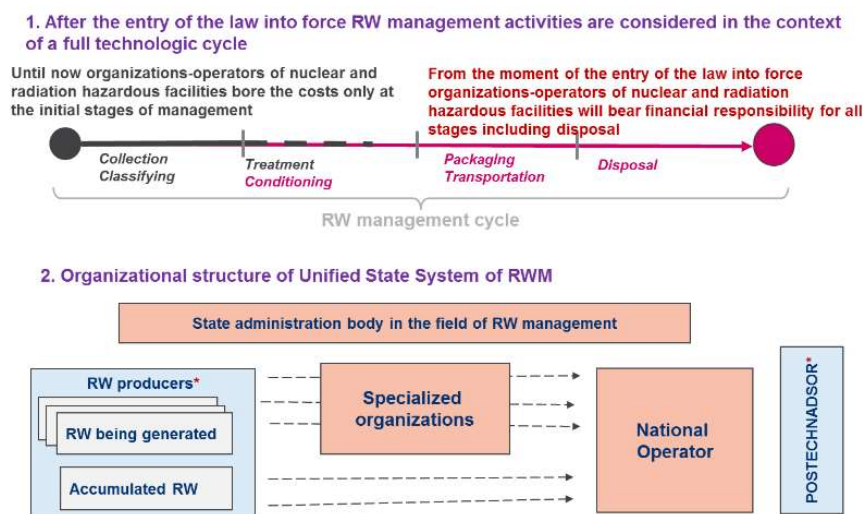 1. After the entry of the law into force RW management activities are considered in the context
of a full technologic cycle
Until now organizations-operators of nuclear and
radiation hazardous facilities bore the costs only at
the initial stages of management
From the moment of the entry of the law into force
organizations-operators of nuclear and radiation
hazardous facilities will bear financial responsibility for all
stages including disposal
Collection
Classifying
Treatment
Conditioning
Packaging
Transportation
Disposal
RW management cycle
2. Organizational structure of Unified State System of RWM
State administration body in the field of RW management
RW producers*
RW being generated
Accumulated RW
Specialized
organizations
National
Operator
POSTECHNADSOR*